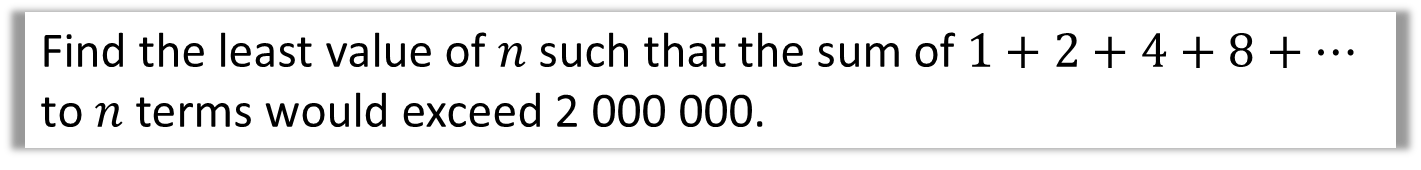 Find the least value of 𝑛 such that the sum of 1 + 2 + 4 + 8 + ⋯
to 𝑛 terms would exceed 2 000 000.